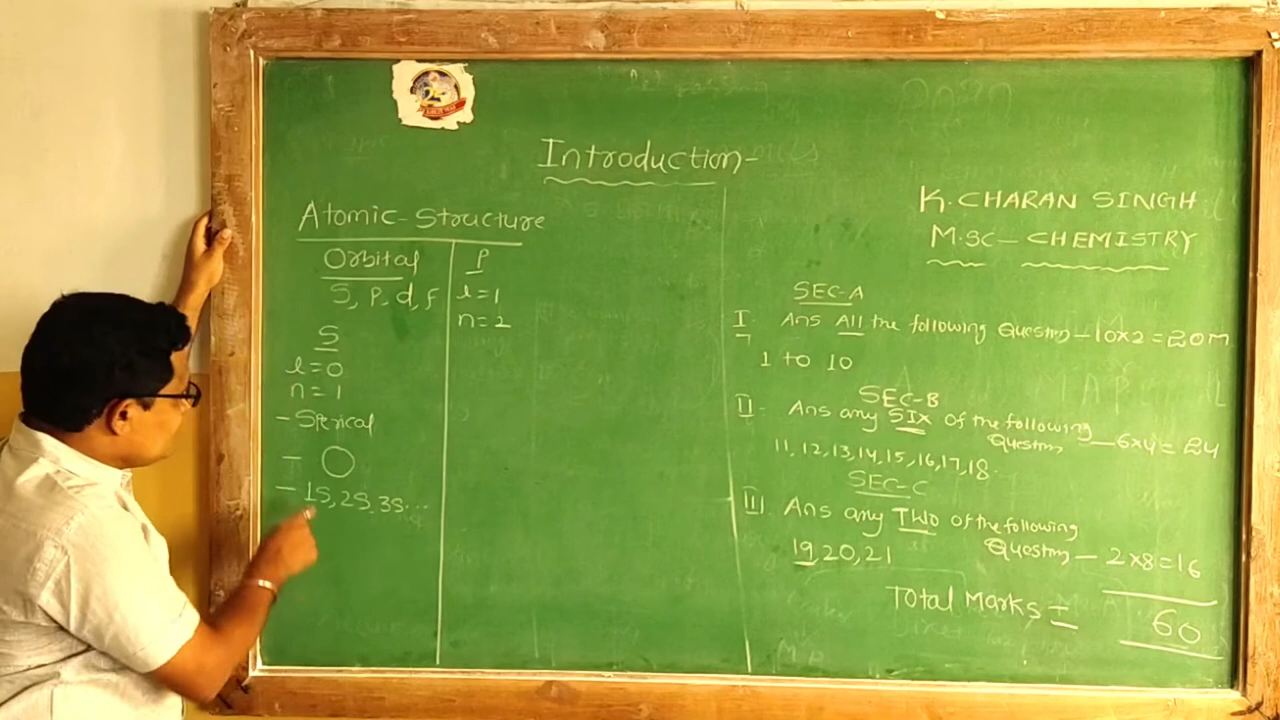 Introduction-
Atomic-Structure
Orbital
S, P, d, f
S
l=0
n=1
- Sperical
-
- 1S, 2S, 3S...
P
l=1
n=2
K. CHARAN SINGH
M.SC- CHEMISTRY
SEC-A
I Ans All the following Question - 10x2=20M
1 to 10
SEC-B
II. Ans any SIX of the following
Question - 6x4=24
11, 12, 13, 14, 15, 16, 17, 18.
SEC-C
III. Ans any TWO of the following
Question - 2x8=16
19, 20, 21
Total Marks - 60